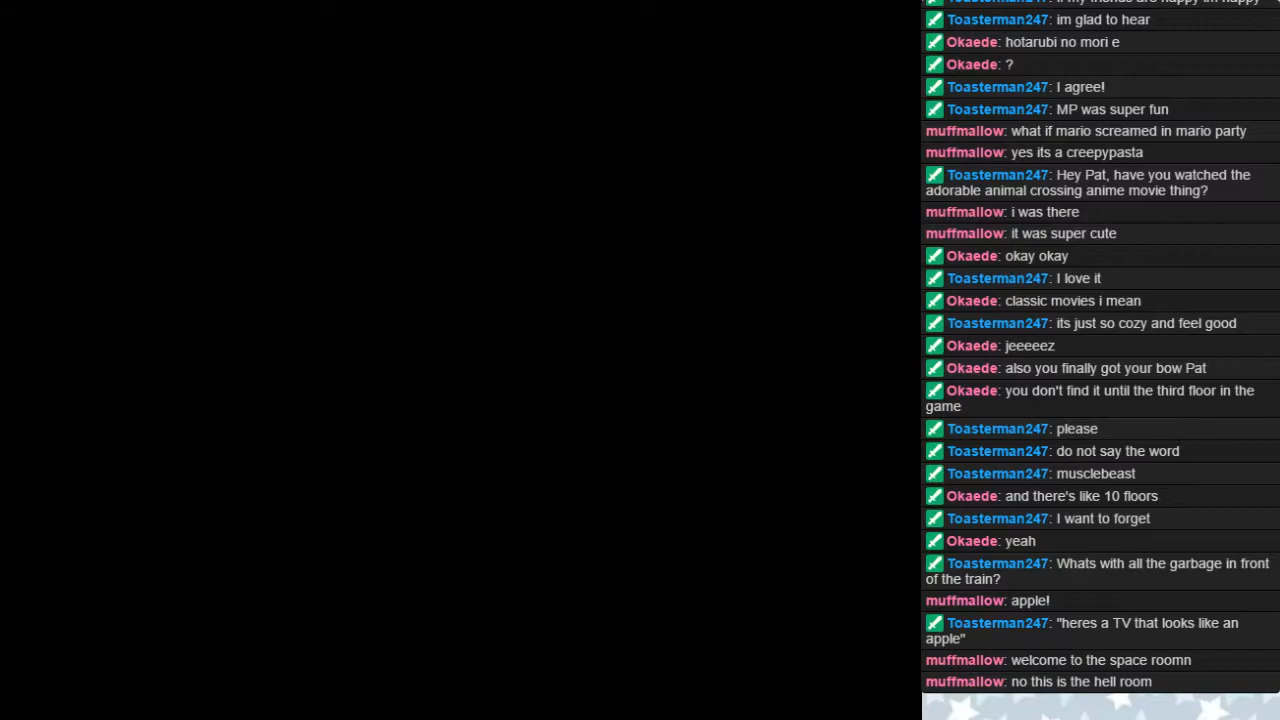 Toasterman247: im glad to hear
Okaede: hotarubi no mori e
Okaede: ?
Toasterman247: I agree!
Toasterman247: MP was super fun
muffmallow: what if mario screamed in mario party
muffmallow: yes its a creepypasta
Toasterman247: Hey Pat, have you watched the
adorable animal crossing anime movie thing?
muffmallow: i was there
muffmallow: it was super cute
Okaede: okay okay
Toasterman247: I love it
Okaede: classic movies i mean
Toasterman247: its just so cozy and feel good
Okaede: jeeeeez
Okaede: also you finally got your bow Pat
Okaede: you don't find it until the third floor in the
game
Toasterman247: please
Toasterman247: do not say the word
Toasterman247: musclebeast
Okaede: and there's like 10 floors
Toasterman247: I want to forget
Okaede: yeah
Toasterman247: Whats with all the garbage in front
of the train?
muffmallow: apple!
Toasterman247: "heres a TV that looks like an
apple"
muffmallow: welcome to the space roomn
muffmallow: no this is the hell room